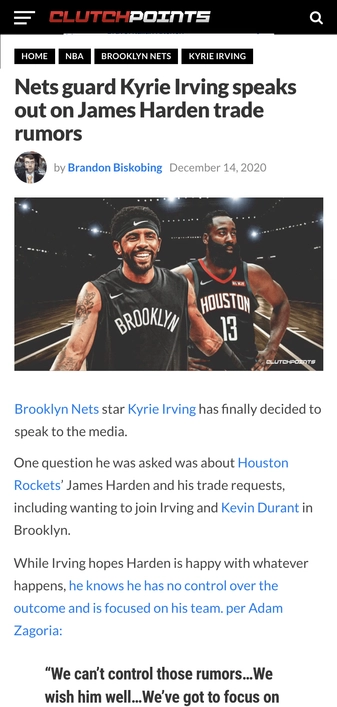 CLUTCHPOINTS
HOME NBA BROOKLYN NETS KYRIE IRVING
Nets guard Kyrie Irving speaks
out on James Harden trade
rumors
by Brandon Biskobing December 14, 2020
BROOKLYN
HOUSTON
13
CLUTCHPOINTS
Brooklyn Nets star Kyrie Irving has finally decided to
speak to the media.
One question he was asked was about Houston
Rockets’ James Harden and his trade requests,
including wanting to join Irving and Kevin Durant in
Brooklyn.
While Irving hopes Harden is happy with whatever
happens, he knows he has no control over the
outcome and is focused on his team. per Adam
Zagoria:
“We can’t control those rumors…We
wish him well…We’ve got to focus on